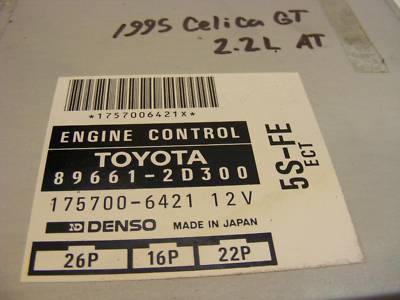 1995 Celica GT
2.2L AT
*1757006421X*
ENGINE CONTROL
TOYOTA
89661-2D300
175700-6421 12V
ND DENSO MADE IN JAPAN
26P 16P 22P
5S-FE
ECT